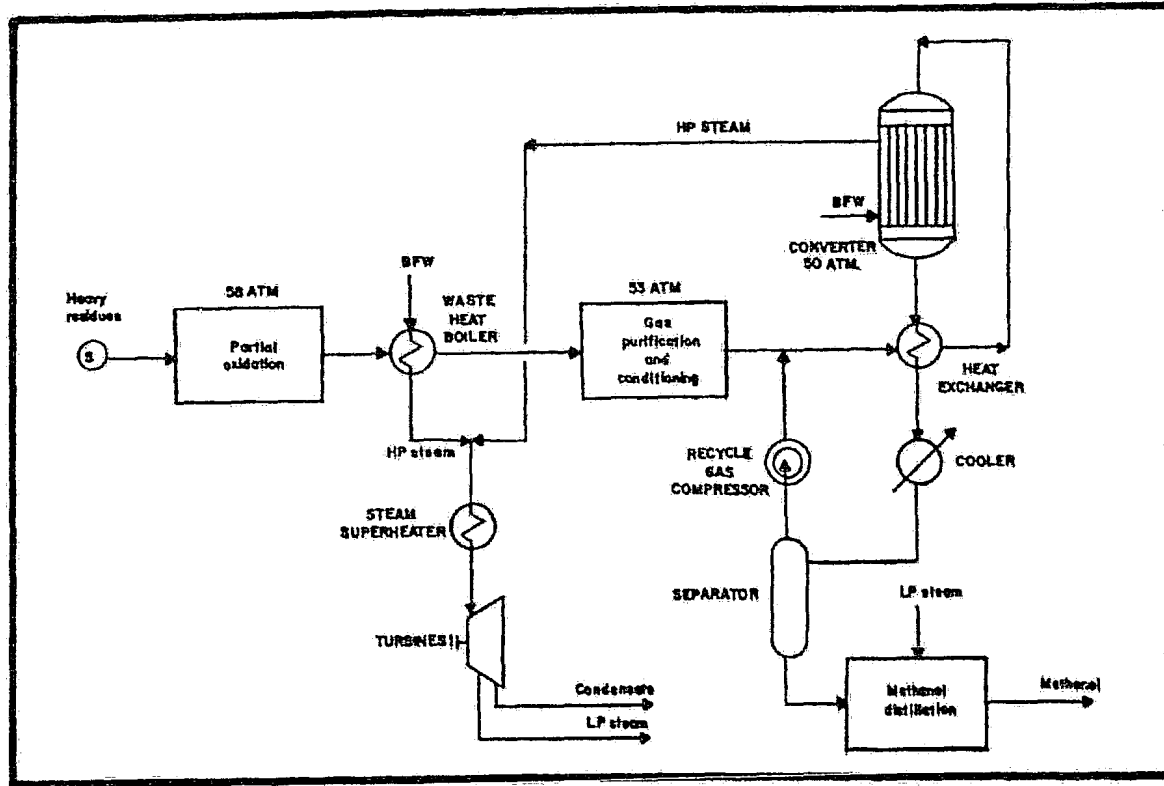 HP STEAM
BFW
CONVERTER
50 ATM.
Heavy
residues
S
58 ATM
Partial
oxidation
BFW
WASTE
HEAT
BOILER
53 ATM
Gas
purification
and
conditioning
HEAT
EXCHANGER
HP steam
RECYCLE
GAS
COMPRESSOR
COOLER
STEAM
SUPERHEATER
SEPARATOR
LP steam
TURBINES
Condensate
LP steam
Methanol
distillation
Methanol